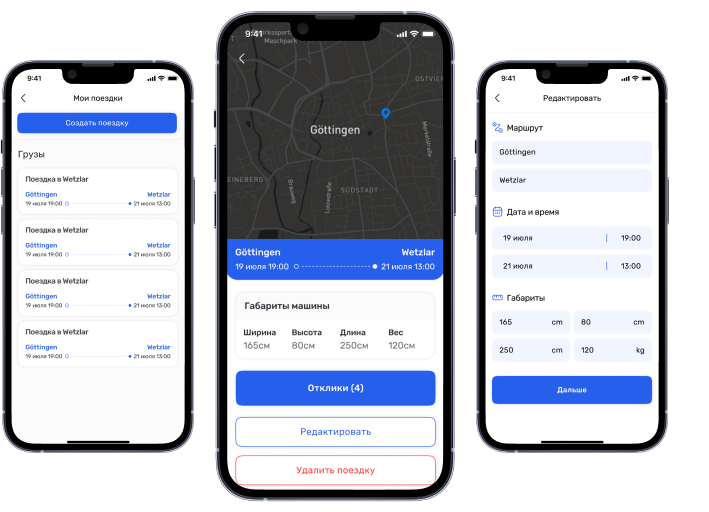 9:41
Мои поездки
Создать поездку
Грузы
Поездка в Wetzlar
Göttingen Wetzlar
19 июля 19:00 21 июля 13:00
Поездка в Wetzlar
Göttingen Wetzlar
19 июля 19:00 21 июля 13:00
Поездка в Wetzlar
Göttingen Wetzlar
19 июля 19:00 21 июля 13:00
Поездка в Wetzlar
Göttingen Wetzlar
19 июля 19:00 21 июля 13:00
9:41
Maschpark
OSTVIE
Göttingen
EINEBERG
SÜDSTADT
Göttingen Wetzlar
19 июля 19:00 21 июля 13:00
Габариты машины
Ширина Высота Длина Вес
165см 80см 250см 120см
Отклики (4)
Редактировать
Удалить поездку
9:41
Редактировать
Маршрут
Göttingen
Wetzlar
Дата и время
19 июля 19:00
21 июля 13:00
Габариты
165 cm 80 cm
250 cm 120 kg
Дальше